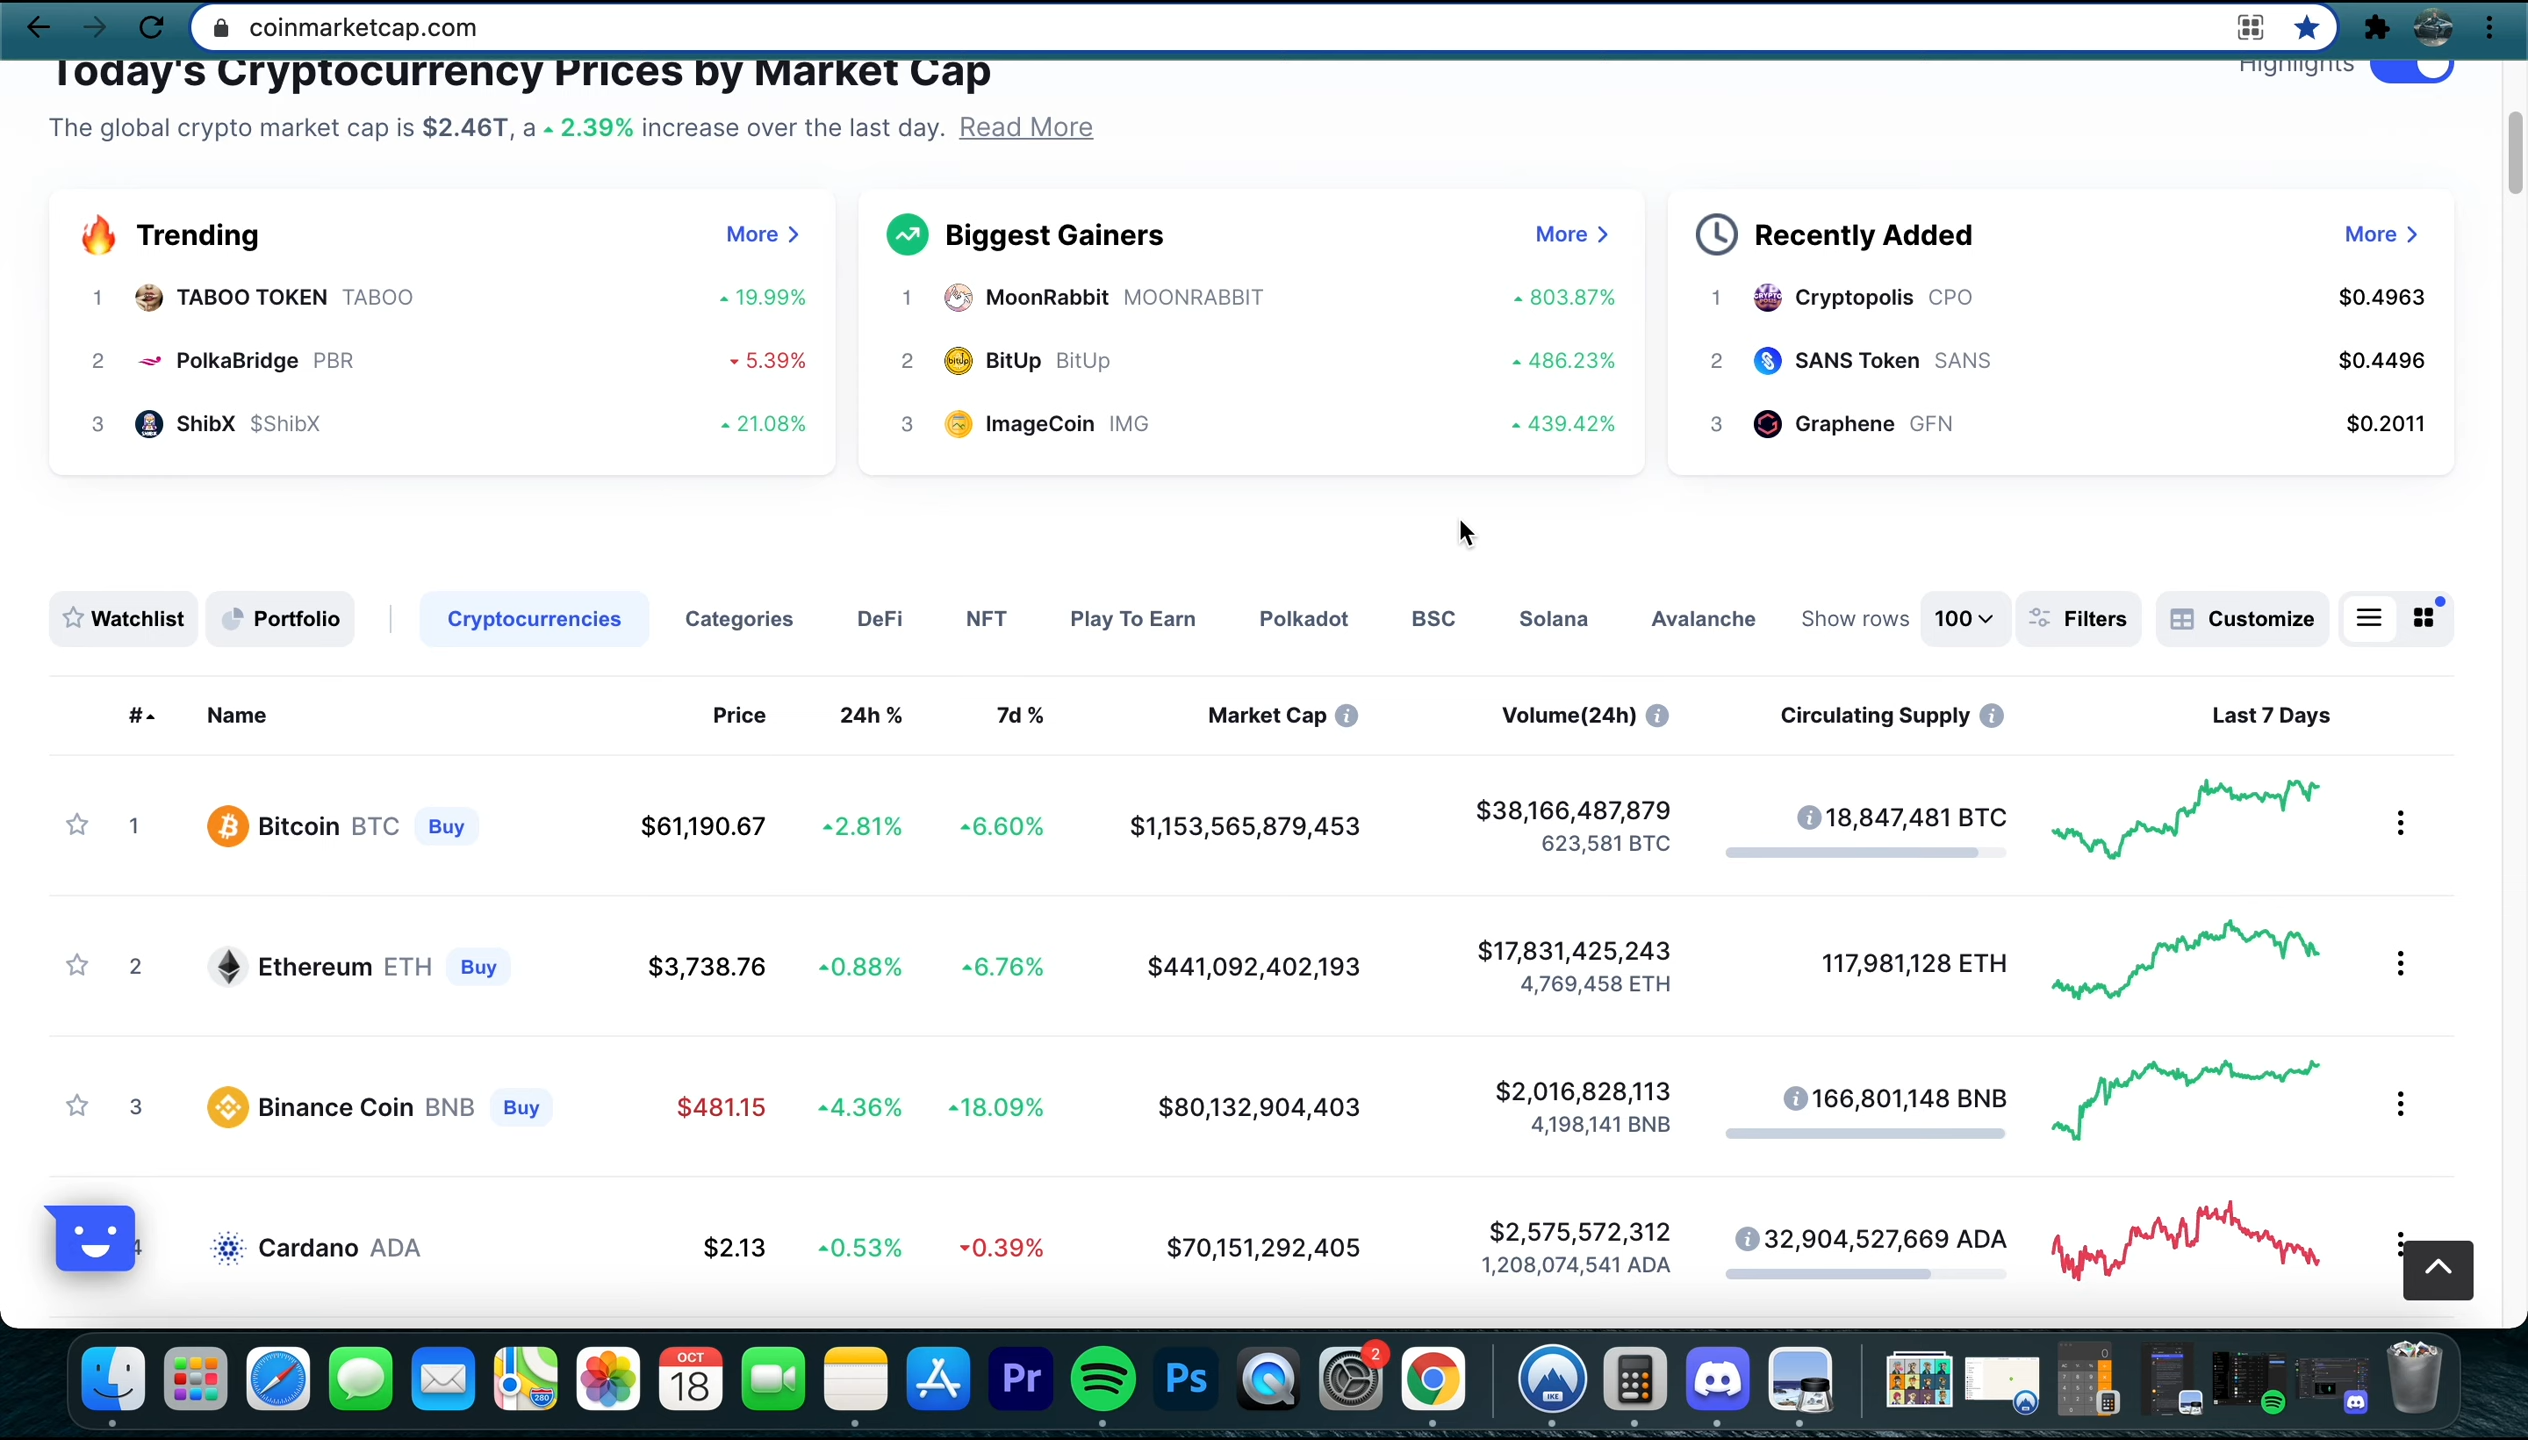 coinmarketcap.com
Today's Cryptocurrency Prices by Market Cap
Highlights
The global crypto market cap is $2.46T, a 2.39% increase over the last day. Read More
Trending
More
1 TABOO TOKEN TABOO 19.99%
2 PolkaBridge PBR 5.39%
3 ShibX $ShibX 21.08%
Biggest Gainers
More
1 MoonRabbit MOONRABBIT 803.87%
2 BitUp BitUp 486.23%
3 ImageCoin IMG 439.42%
Recently Added
More
1 Cryptopolis CPO $0.4963
2 SANS Token SANS $0.4496
3 Graphene GFN $0.2011
Watchlist Portfolio Cryptocurrencies Categories DeFi NFT Play To Earn Polkadot BSC Solana Avalanche Show rows 100 Filters Customize
# Name Price 24h % 7d % Market Cap Volume(24h) Circulating Supply Last 7 Days
1 Bitcoin BTC Buy $61,190.67 2.81% 6.60% $1,153,565,879,453 $38,166,487,879 18,847,481 BTC
623,581 BTC
2 Ethereum ETH Buy $3,738.76 0.88% 6.76% $441,092,402,193 $17,831,425,243 117,981,128 ETH
4,769,458 ETH
3 Binance Coin BNB Buy $481.15 4.36% 18.09% $80,132,904,403 $2,016,828,113 166,801,148 BNB
4,198,141 BNB
4 Cardano ADA $2.13 0.53% 0.39% $70,151,292,405 $2,575,572,312 32,904,527,669 ADA
1,208,074,541 ADA
OCT
18
280
Pr
Ps
2
IKE